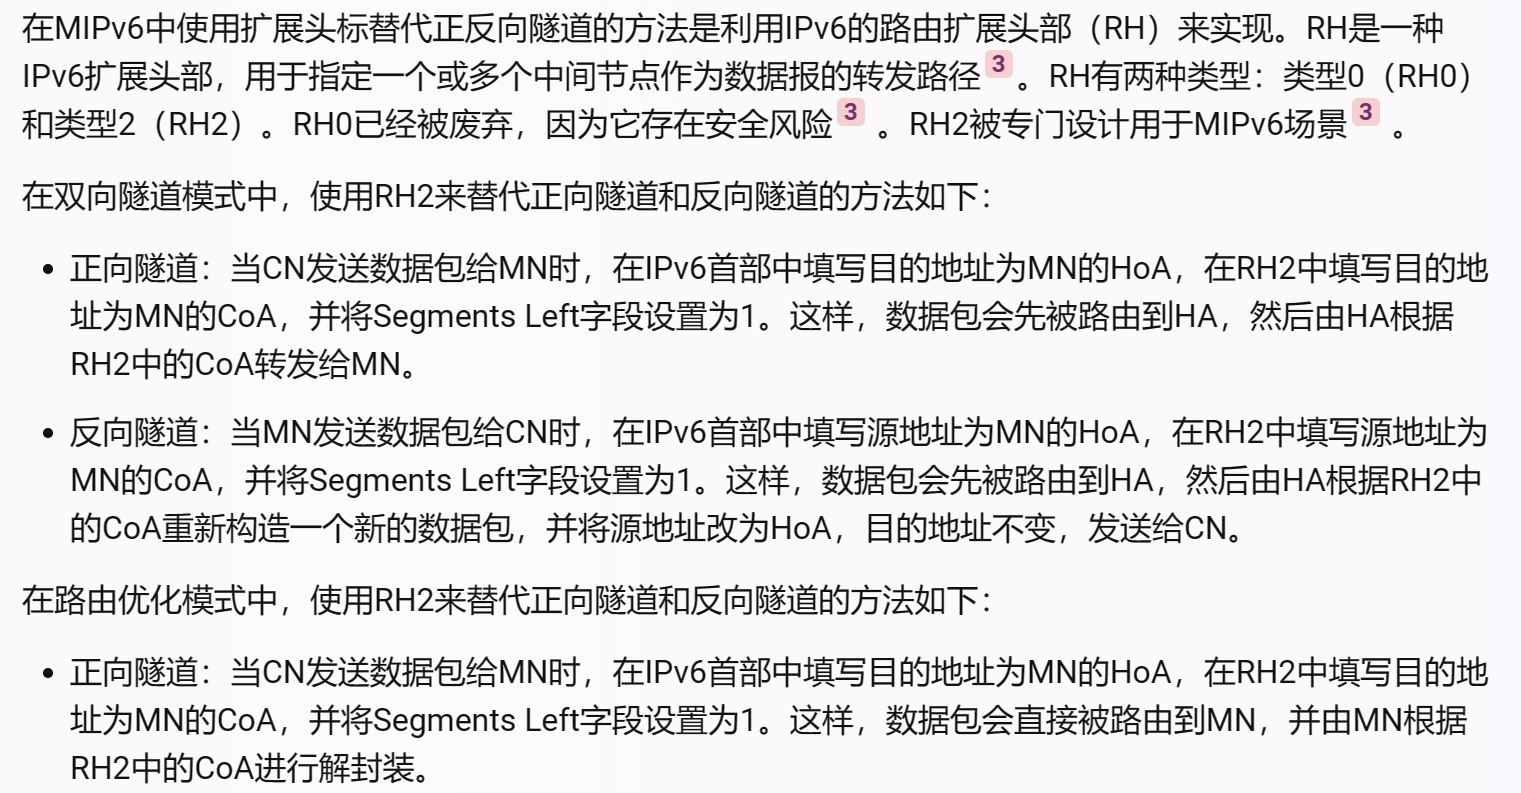 在MIPv6中使用扩展头标替代正反向隧道的方法是利用IPv6的路由扩展头部（RH）来实现。RH是一种
IPv6扩展头部，用于指定一个或多个中间节点作为数据报的转发路径 3 。RH有两种类型：类型0（RH0）
和类型2（RH2）。RH0已经被废弃，因为它存在安全风险 3 。RH2被专门设计用于MIPv6场景 3 。
在双向隧道模式中，使用RH2来替代正向隧道和反向隧道的方法如下：
• 正向隧道：当CN发送数据包给MN时，在IPv6首部中填写目的地址为MN的HoA，在RH2中填写目的地
址为MN的CoA，并将Segments Left字段设置为1。这样，数据包会先被路由到HA，然后由HA根据
RH2中的CoA转发给MN。
• 反向隧道：当MN发送数据包给CN时，在IPv6首部中填写源地址为MN的HoA，在RH2中填写源地址为
MN的CoA，并将Segments Left字段设置为1。这样，数据包会先被路由到HA，然后由HA根据RH2中
的CoA重新构造一个新的数据包，并将源地址改为HoA，目的地址不变，发送给CN。
在路由优化模式中，使用RH2来替代正向隧道和反向隧道的方法如下：
• 正向隧道：当CN发送数据包给MN时，在IPv6首部中填写目的地址为MN的HoA，在RH2中填写目的地
址为MN的CoA，并将Segments Left字段设置为1。这样，数据包会直接被路由到MN，并由MN根据
RH2中的CoA进行解封装。